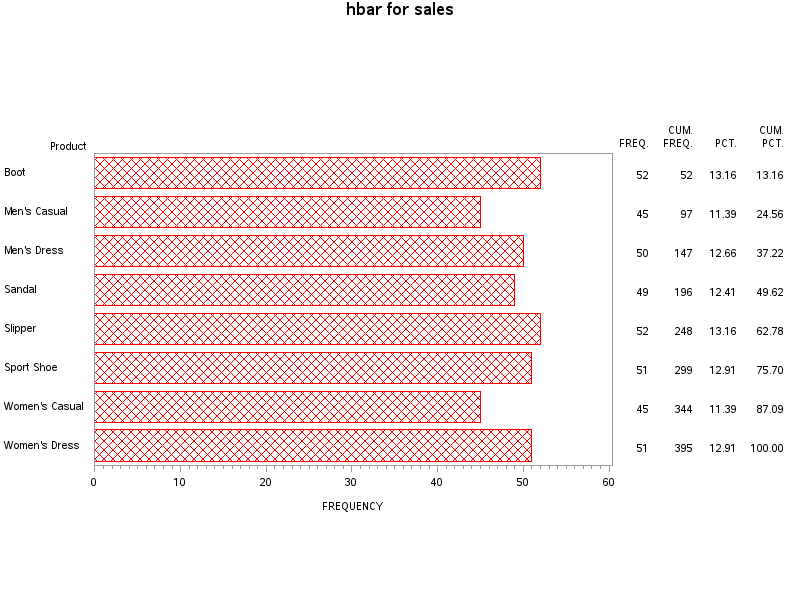 hbar for sales
CUM. CUM.
Product FREQ. FREQ. PCT. PCT.
Boot 52 52 13.16 13.16
Men's Casual 45 97 11.39 24.56
Men's Dress 50 147 12.66 37.22
Sandal 49 196 12.41 49.62
Slipper 52 248 13.16 62.78
Sport Shoe 51 299 12.91 75.70
Women's Casual 45 344 11.39 87.09
Women's Dress 51 395 12.91 100.00
0 10 20 30 40 50 60
FREQUENCY